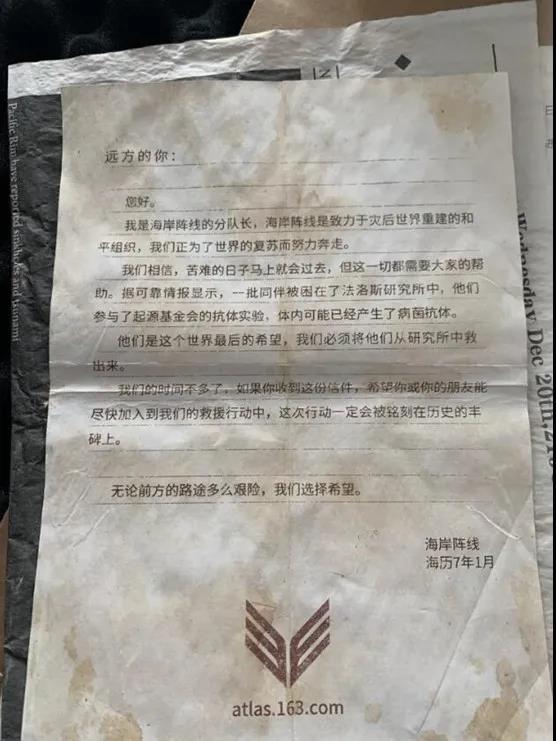 远方的你：
您好。
我是海岸阵线的分队长，海岸阵线是致力于灾后世界重建的和
平组织，我们正为了世界的复苏而努力奔走。
我们相信，苦难的日子马上就会过去，但这一切都需要大家的帮
助。据可靠情报显示，一批同伴被困在了法洛斯研究所中，他们
参与了起源基金会的抗体实验，体内可能已经产生了病菌抗体。
他们是这个世界最后的希望，我们必须将他们从研究所中救
出来。
我们的时间不多了，如果你收到这份信件，希望你或你的朋友能
尽快加入到我们的救援行动中，这次行动一定会被铭刻在历史的丰
碑上。
无论前方的路途多么艰险，我们选择希望。
海岸阵线
海历7年1月
atlas.163.com
Pacific Rim have reported starbacks and tsunami
Wednesday Dec 20th,